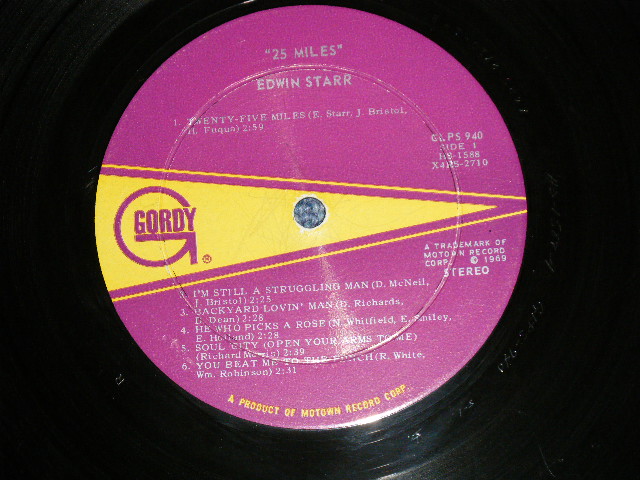 "25 MILES"
EDWIN STARR
1. TWENTY-FIVE MILES (E. Starr, J. Bristol,
H. Fuqua) 2:59
GLPS 940
SIDE 1
HS-1588
X4RS-2710
GORDY
G
®
A TRADEMARK OF
MOTOWN RECORD
CORP. © 1969
STEREO
2. I'M STILL A STRUGGLING MAN (D. McNeil,
J. Bristol) 2:25
3. BACKYARD LOVIN' MAN (D. Richards,
D. Dean) 2:28
4. HE WHO PICKS A ROSE (N. Whitfield, E. Smiley,
E. Holland) 2:28
5. SOUL CITY (OPEN YOUR ARMS TO ME)
(Richard Morris) 2:39
6. YOU BEAT ME TO THE PUNCH (R. White,
Wm. Robinson) 2:31
A PRODUCT OF MOTOWN RECORD CORP.